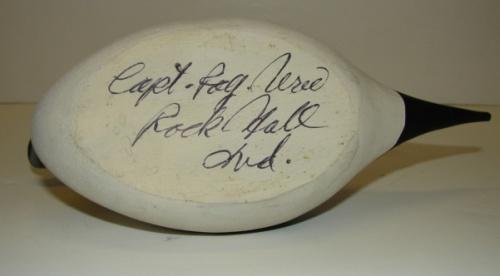 Capt. Roy. Urie
Rock Hall
Md.